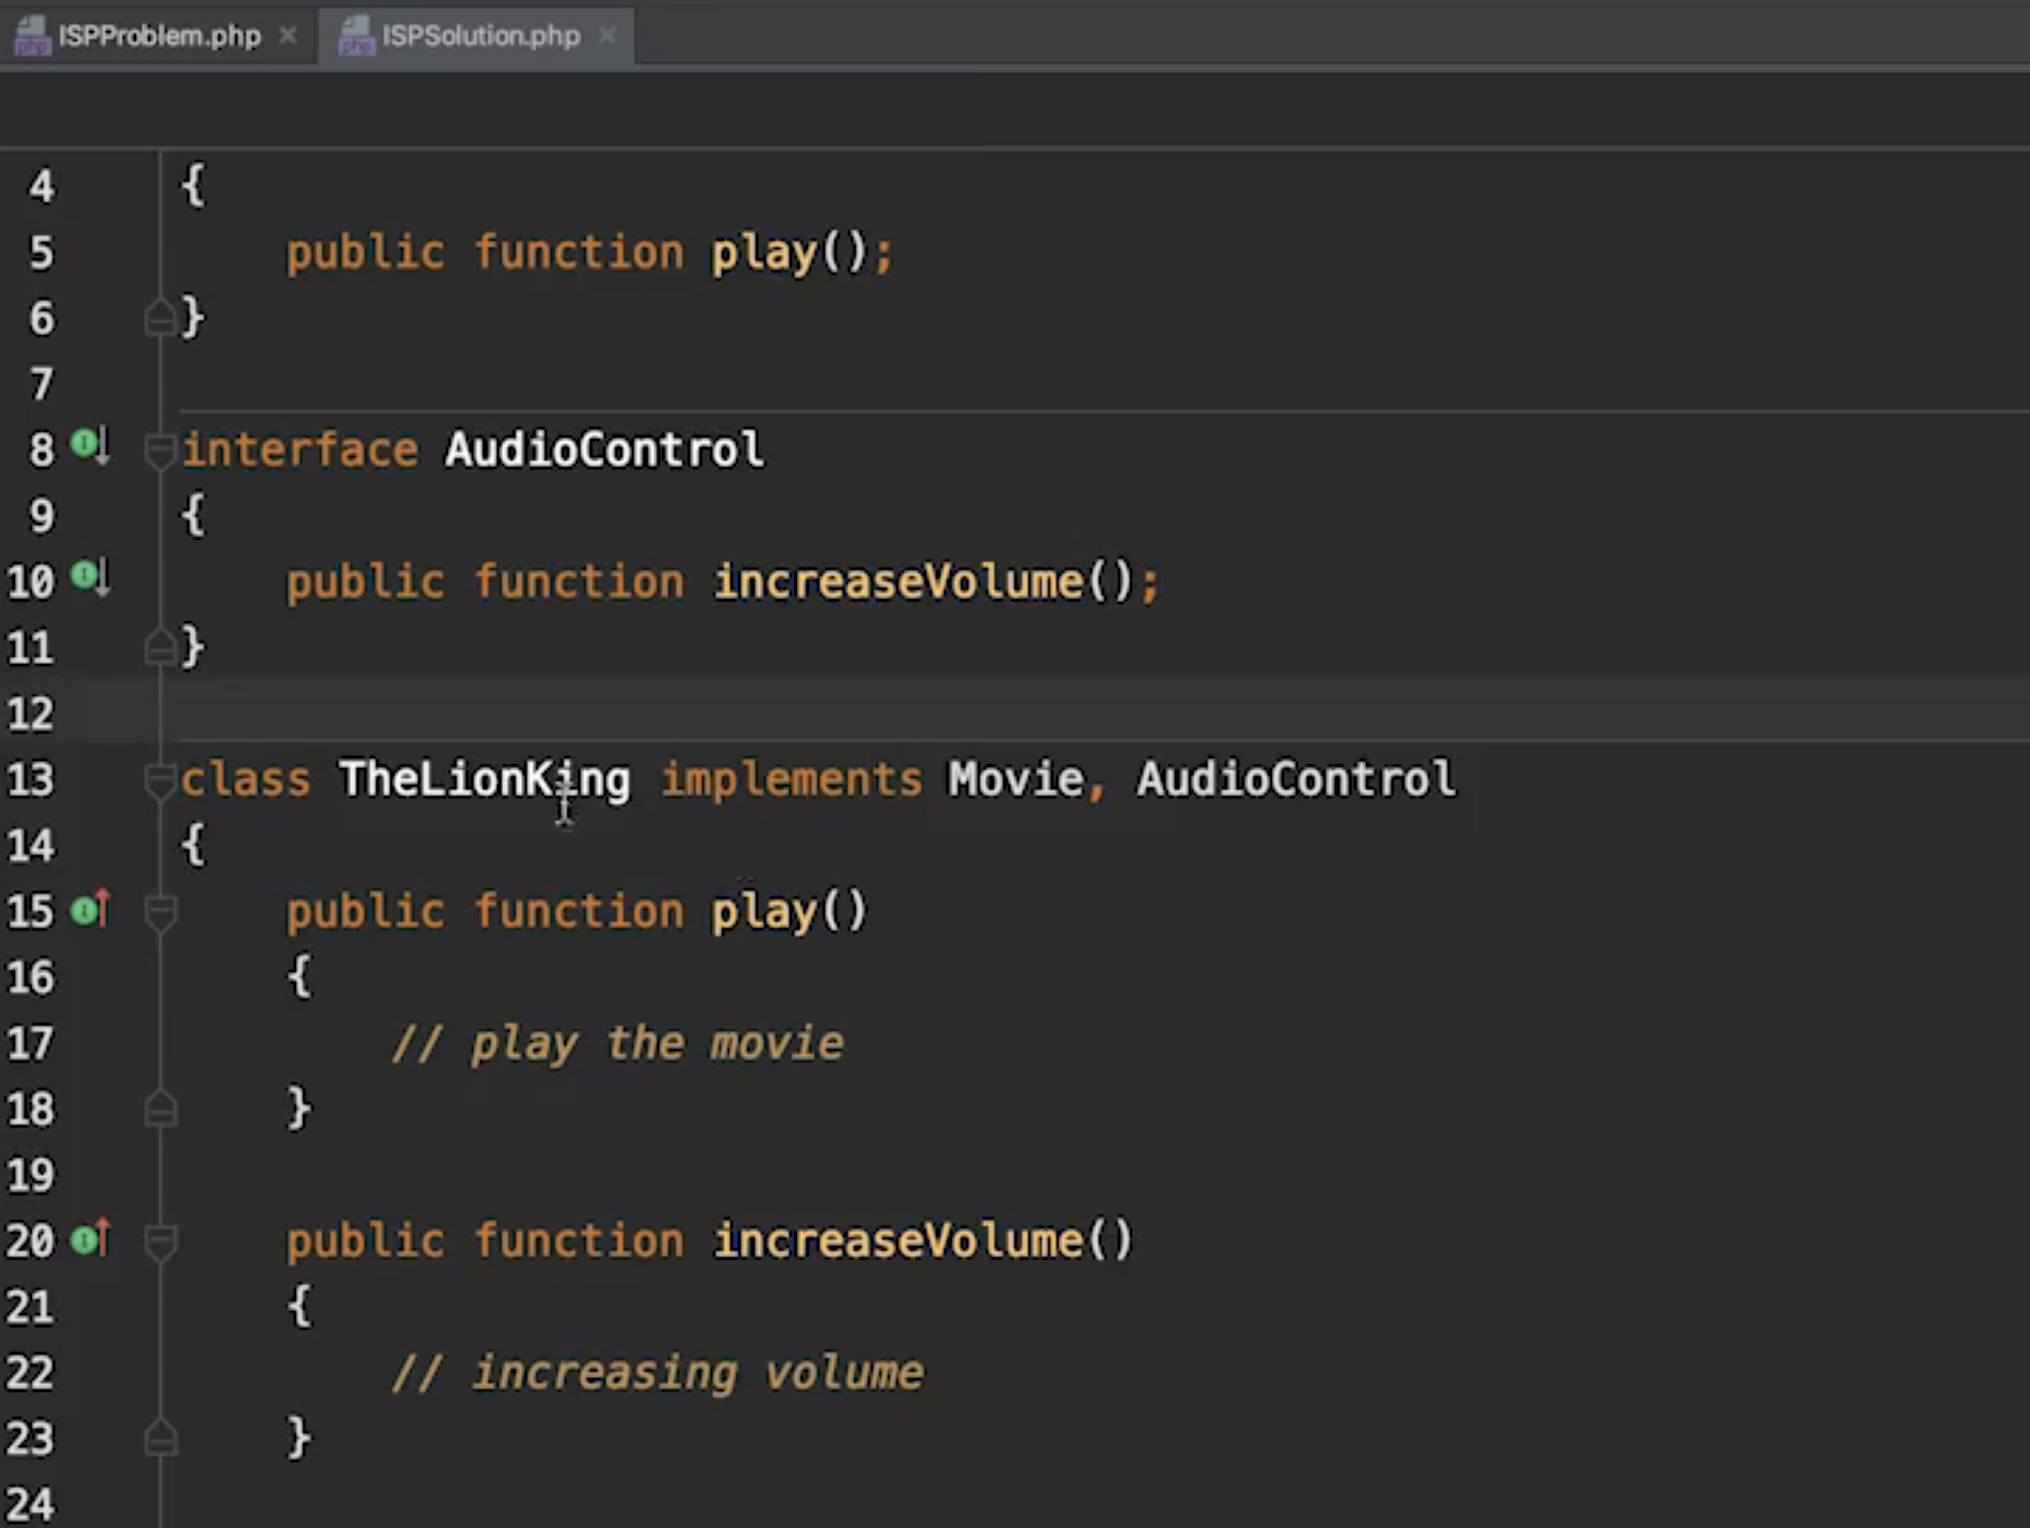 ISPProblem.php ISPSolution.php
4 {
5 public function play();
6 }
7
8 interface AudioControl
9 {
10 public function increaseVolume();
11 }
12
13 class TheLionKing implements Movie, AudioControl
14 {
15 public function play()
16 {
17 // play the movie
18 }
19
20 public function increaseVolume()
21 {
22 // increasing volume
23 }
24